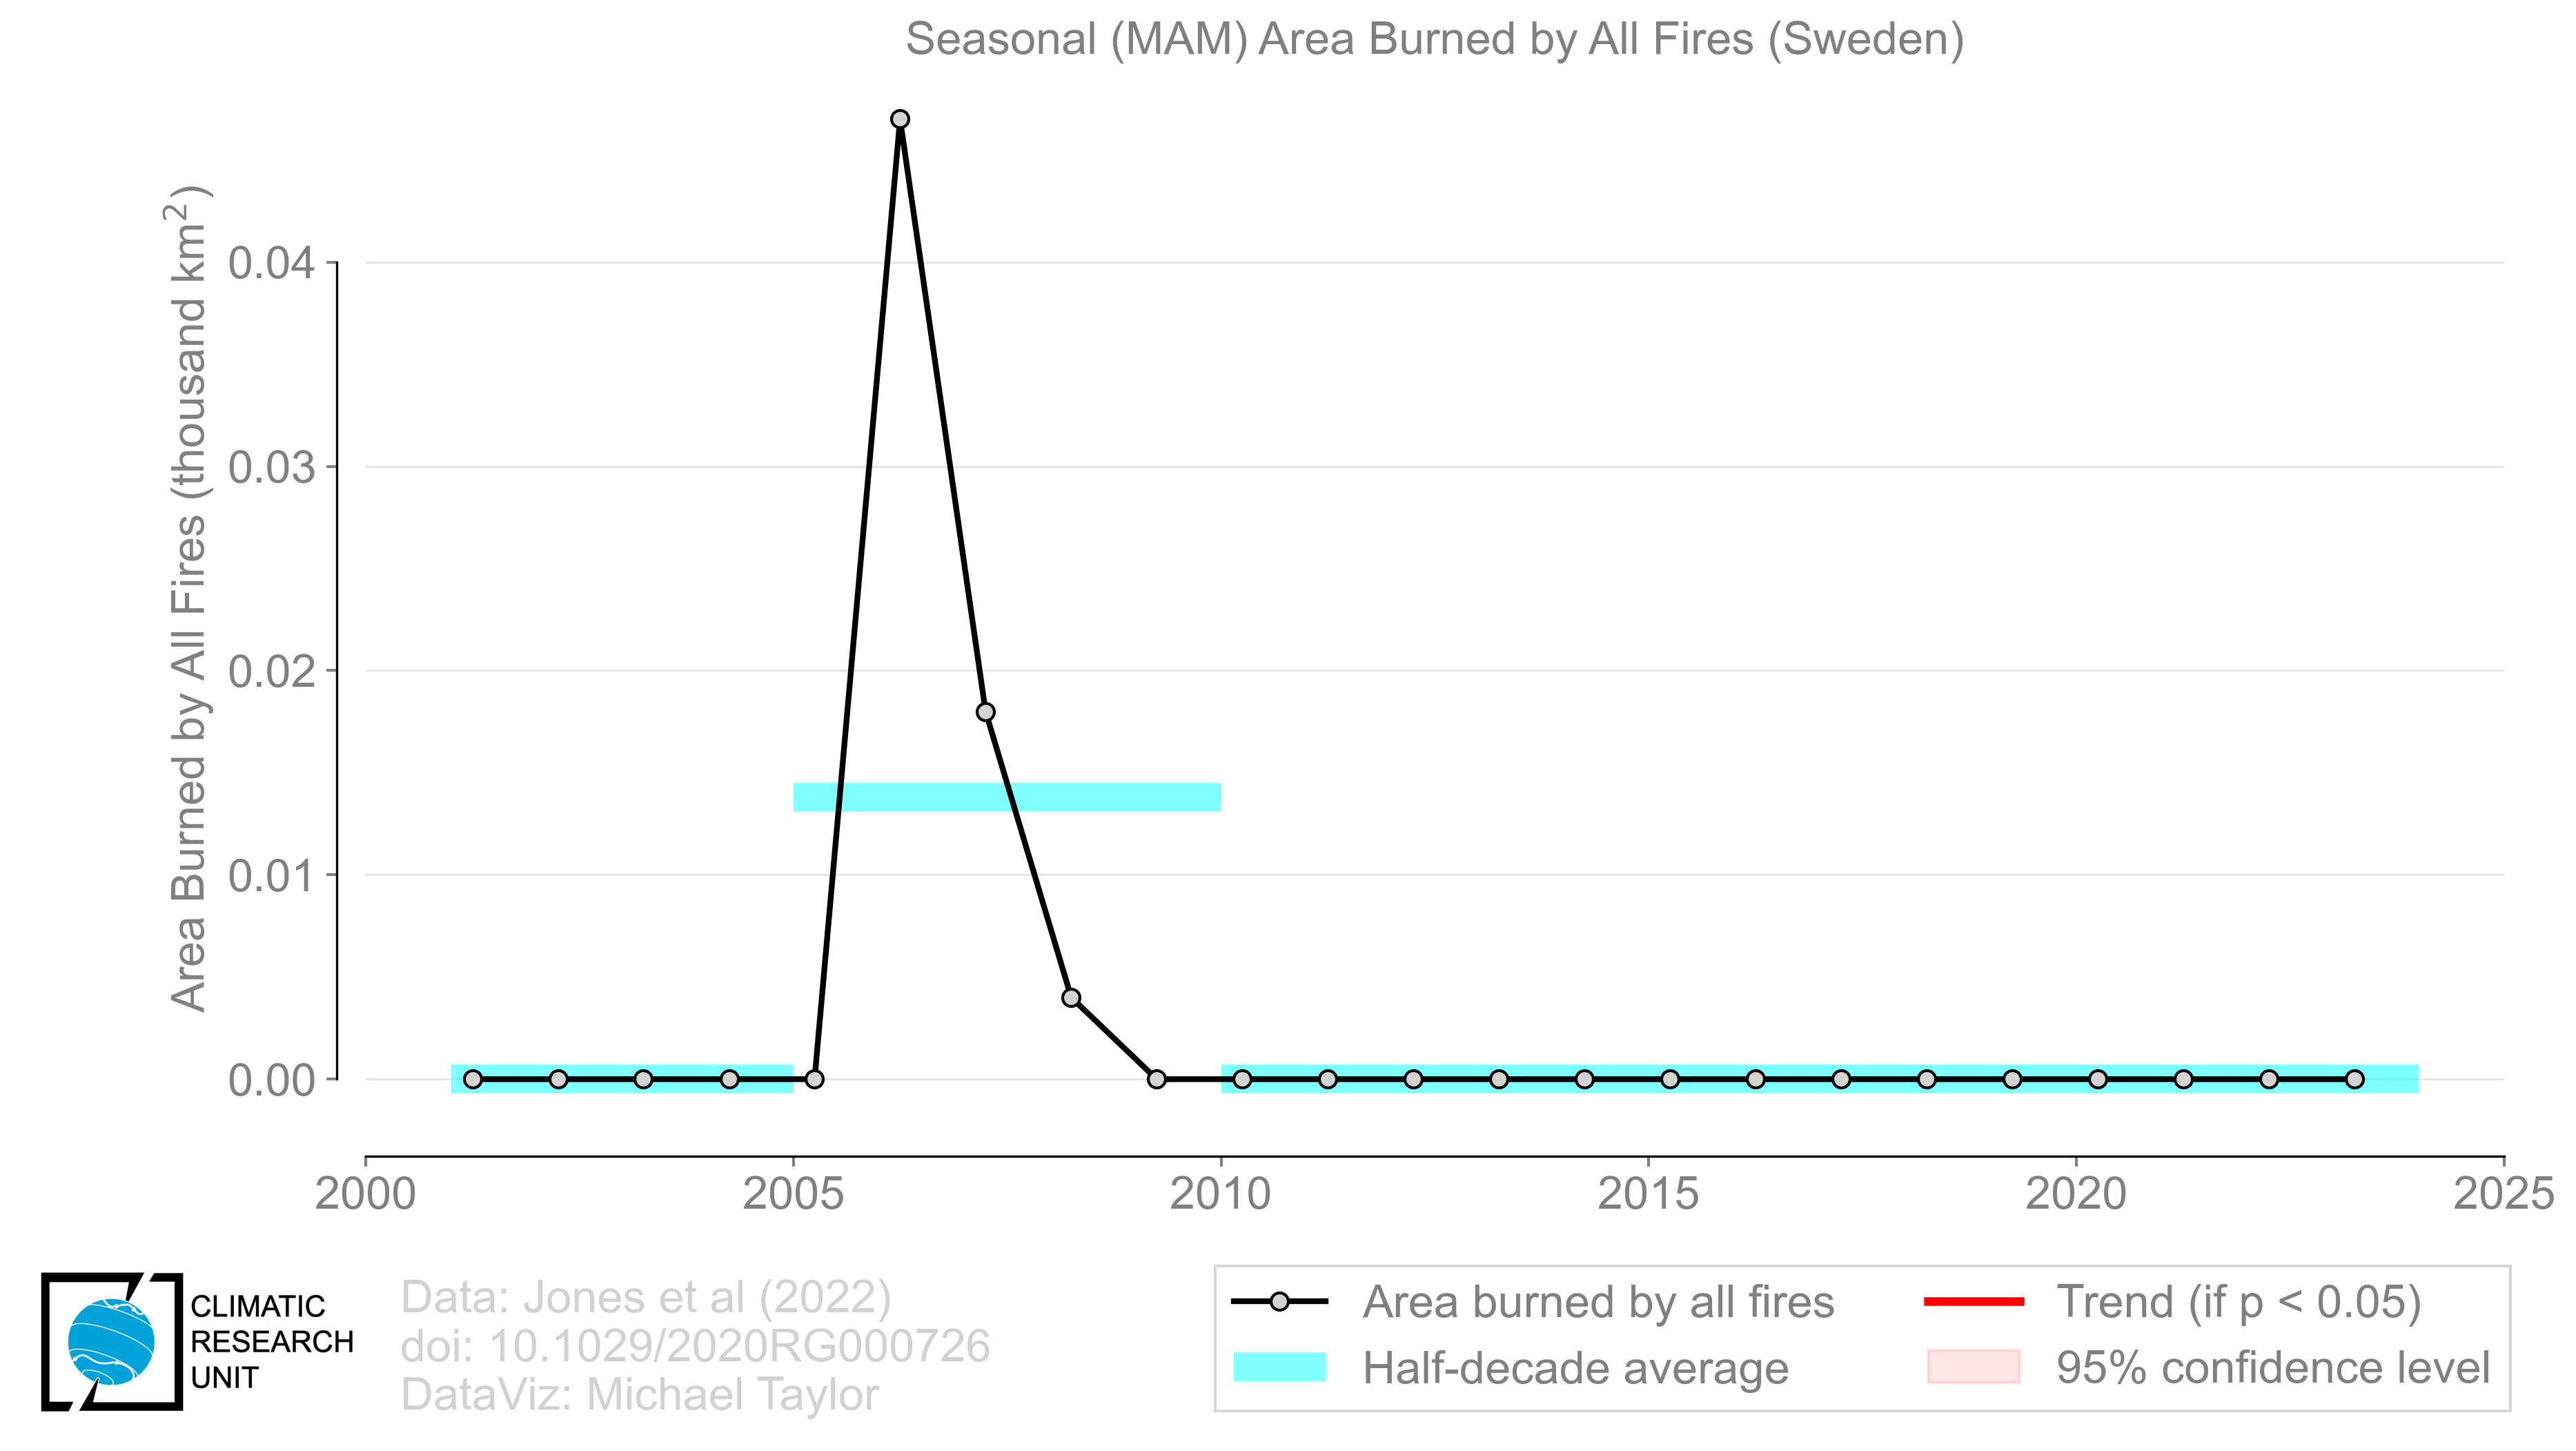 Seasonal (MAM) Area Burned by All Fires (Sweden)
Area Burned by All Fires (thousand km²)
0.04
0.03
0.02
0.01
0.00
2000
2005
2010
2015
2020
2025
CLIMATIC
RESEARCH
UNIT
Data: Jones et al (2022)
doi: 10.1029/2020RG000726
DataViz: Michael Taylor
Area burned by all fires
Half-decade average
Trend (if p < 0.05)
95% confidence level